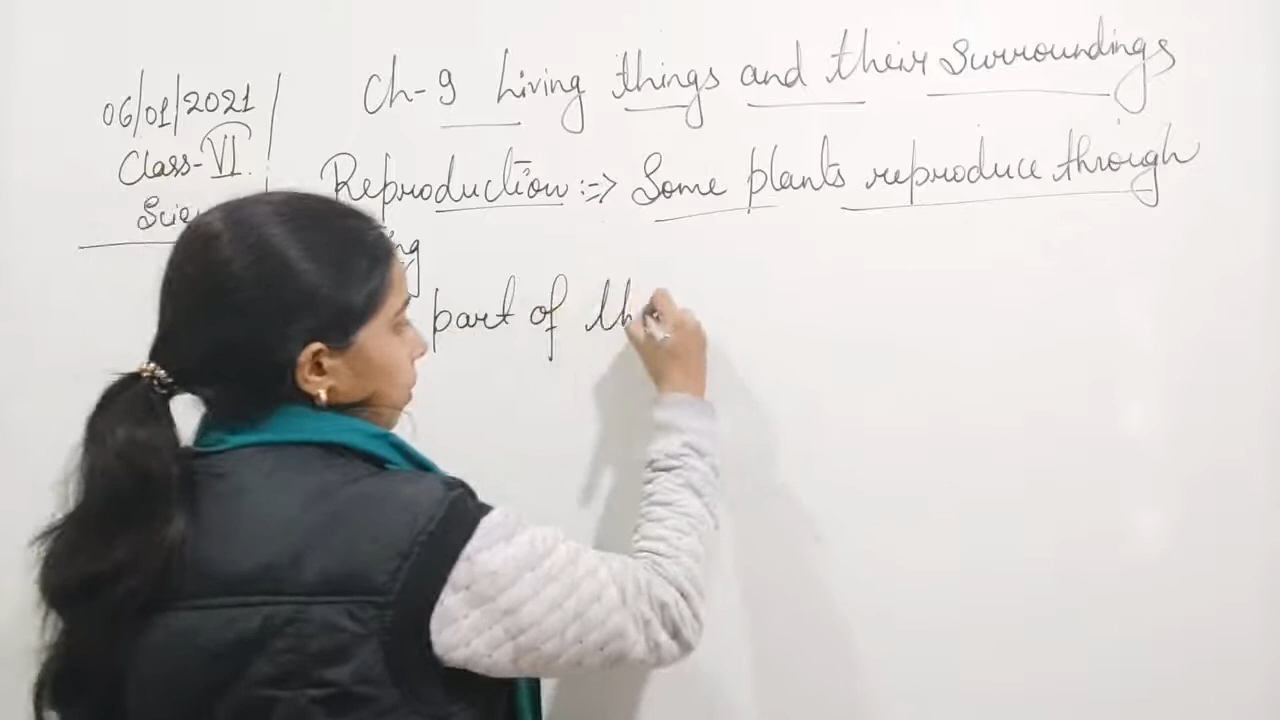 06/01/2021
Class-VI.
Ch-9 Living things and their surroundings
Reproduction :=> Some plants reproduce through
part of